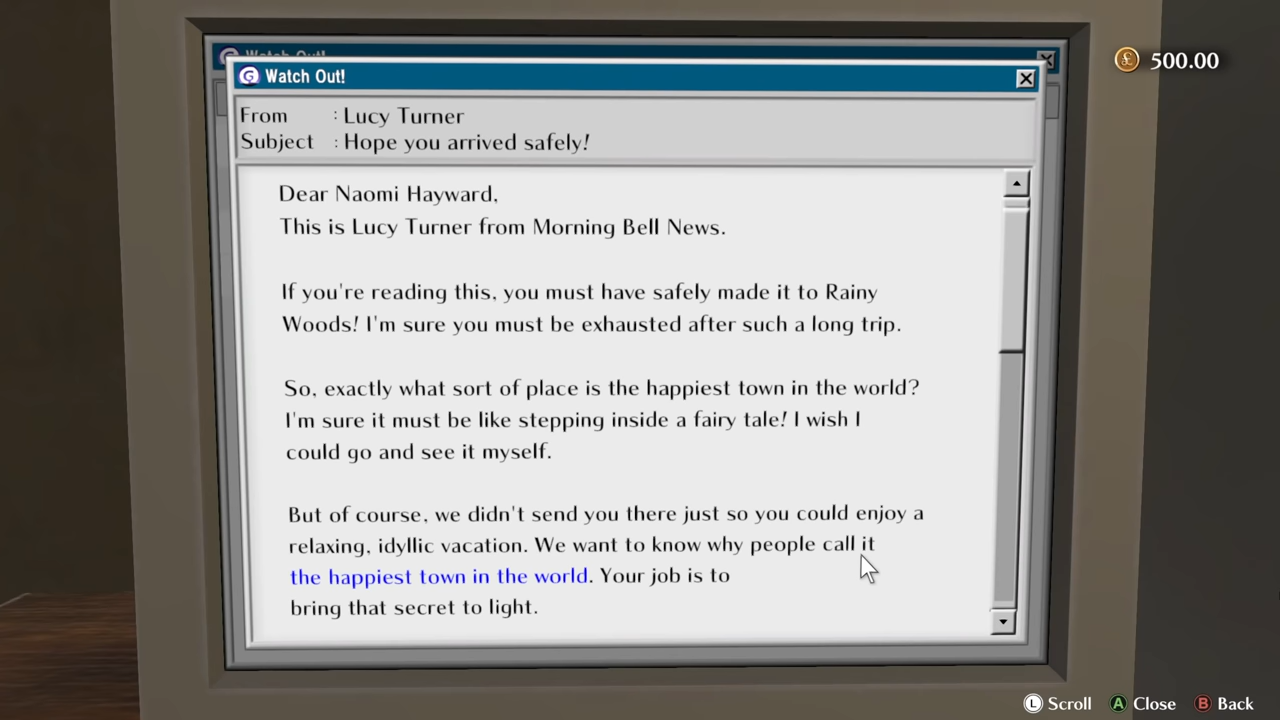 Watch Out!
500.00
Watch Out!
From : Lucy Turner
Subject : Hope you arrived safely!
Dear Naomi Hayward,
This is Lucy Turner from Morning Bell News.
If you're reading this, you must have safely made it to Rainy
Woods! I'm sure you must be exhausted after such a long trip.
So, exactly what sort of place is the happiest town in the world?
I'm sure it must be like stepping inside a fairy tale! I wish I
could go and see it myself.
But of course, we didn't send you there just so you could enjoy a
relaxing, idyllic vacation. We want to know why people call it
the happiest town in the world. Your job is to
bring that secret to light.
L Scroll A Close B Back